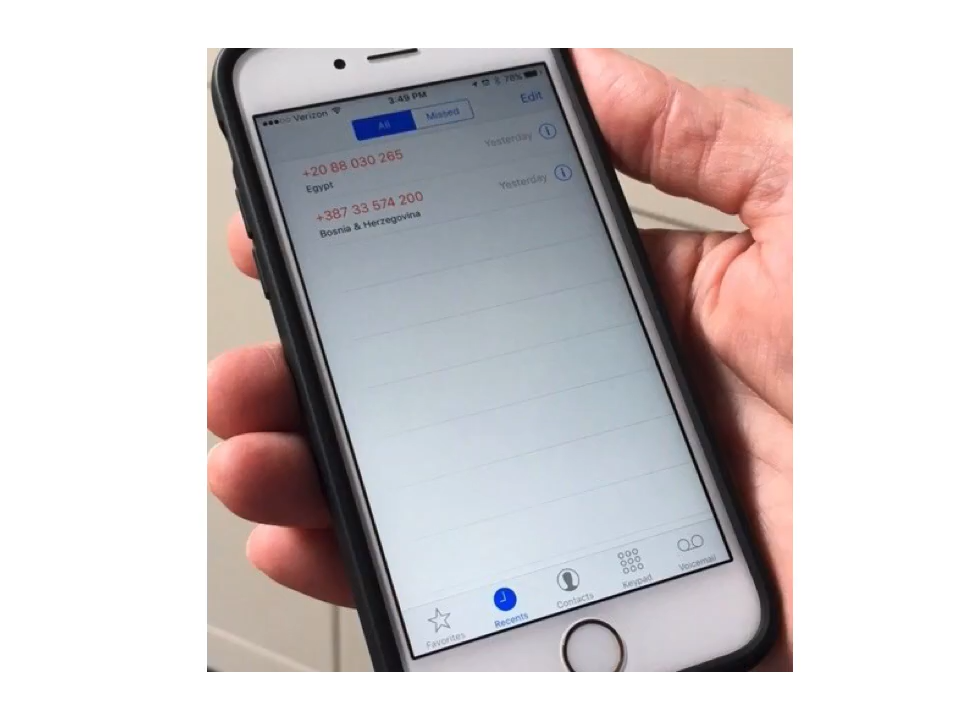 Verizon 3:49 PM 76%
All Missed Edit
+20 88 030 265 Yesterday
Egypt
+387 33 574 200 Yesterday
Bosnia & Herzegovina
Favorites Recents Contacts Keypad Voicemail